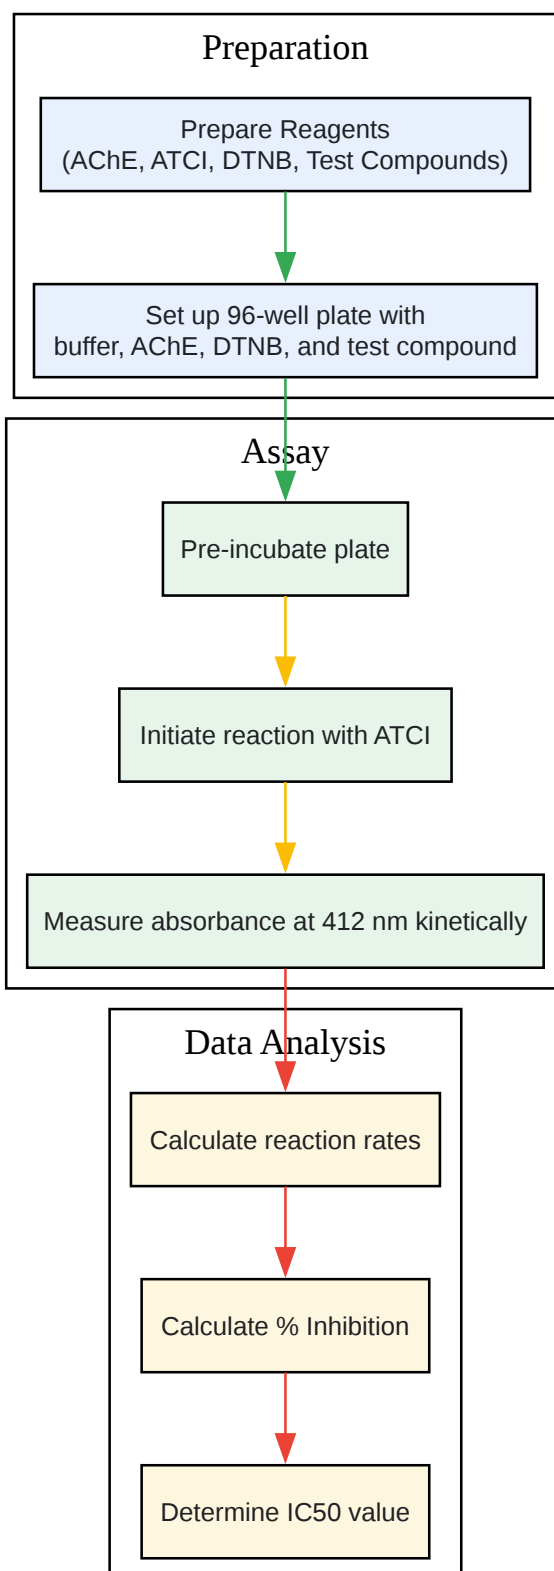 Preparation
Prepare Reagents
(AChE, ATCI, DTNB, Test Compounds)
Set up 96-well plate with
buffer, AChE, DTNB, and test compound
Assay
Pre-incubate plate
Initiate reaction with ATCI
Measure absorbance at 412 nm kinetically
Data Analysis
Calculate reaction rates
Calculate % Inhibition
Determine IC50 value